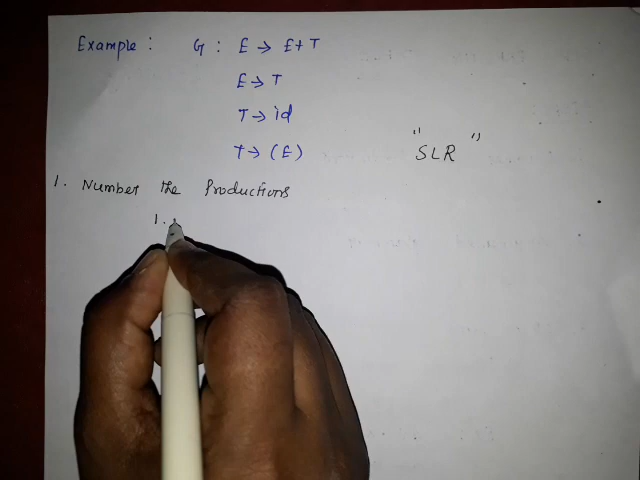 Example : G : E → E+ T
E → T
T → id
T → (E)
" SLR "
1. Number the Productions
1.